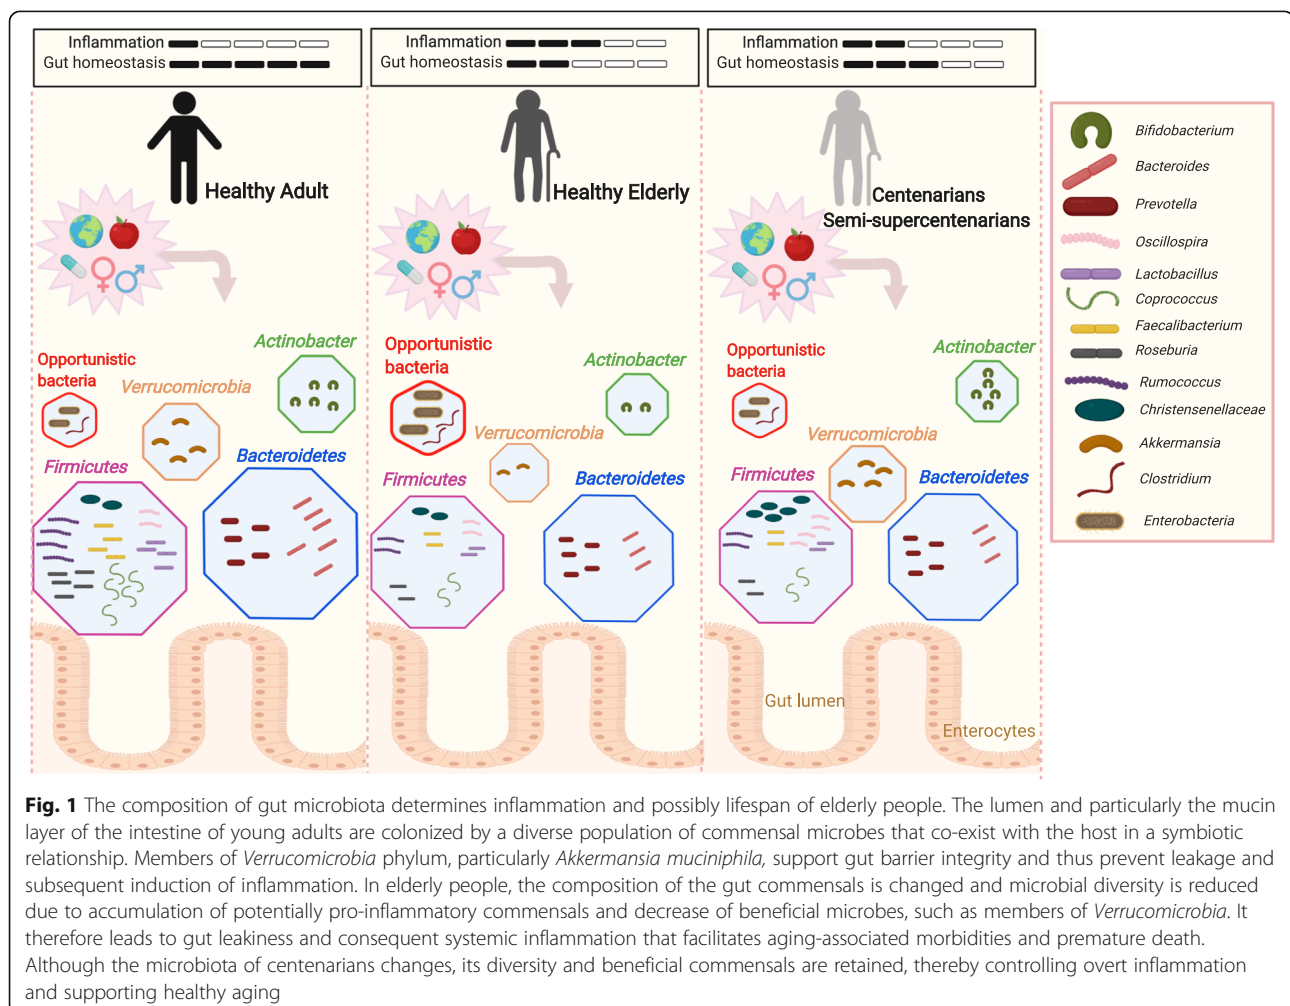 Inflammation
Gut homeostasis
Healthy Adult
Opportunistic
bacteria
Verrucomicrobia
Actinobacter
Firmicutes
Bacteroidetes
Inflammation
Gut homeostasis
Healthy Elderly
Opportunistic
bacteria
Verrucomicrobia
Actinobacter
Firmicutes
Bacteroidetes
Inflammation
Gut homeostasis
Centenarians
Semi-supercentenarians
Opportunistic
bacteria
Verrucomicrobia
Actinobacter
Firmicutes
Bacteroidetes
Gut lumen
Enterocytes
Bifidobacterium
Bacteroides
Prevotella
Oscillospira
Lactobacillus
Coprococcus
Faecalibacterium
Roseburia
Rumococcus
Christensenellaceae
Akkermansia
Clostridium
Enterobacteria
Fig. 1 The composition of gut microbiota determines inflammation and possibly lifespan of elderly people. The lumen and particularly the mucin
layer of the intestine of young adults are colonized by a diverse population of commensal microbes that co-exist with the host in a symbiotic
relationship. Members of Verrucomicrobia phylum, particularly Akkermansia muciniphila, support gut barrier integrity and thus prevent leakage and
subsequent induction of inflammation. In elderly people, the composition of the gut commensals is changed and microbial diversity is reduced
due to accumulation of potentially pro-inflammatory commensals and decrease of beneficial microbes, such as members of Verrucomicrobia. It
therefore leads to gut leakiness and consequent systemic inflammation that facilitates aging-associated morbidities and premature death.
Although the microbiota of centenarians changes, its diversity and beneficial commensals are retained, thereby controlling overt inflammation
and supporting healthy aging